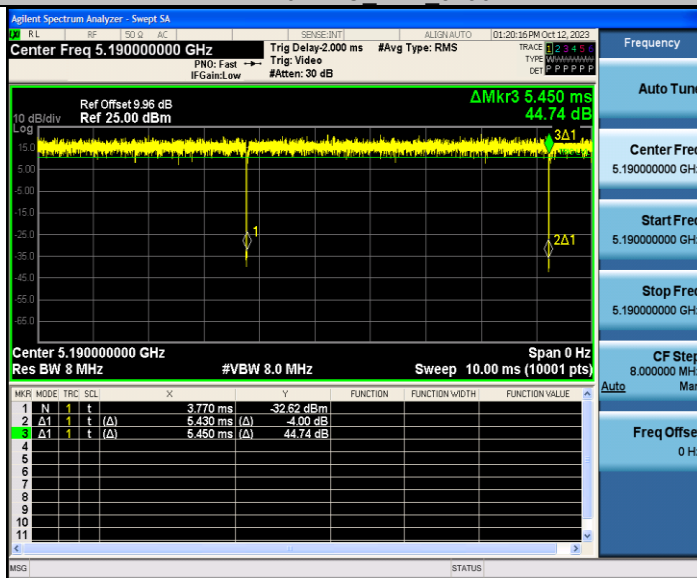 Agilent Spectrum Analyzer - Swept SA
RL RF 50 Ω AC SENSE:INT ALIGN AUTO 01:20:16 PM Oct 12, 2023
Center Freq 5.190000000 GHz
PNO: Fast
IFGain:Low
Trig Delay-2.000 ms
Trig: Video
#Atten: 30 dB
#Avg Type: RMS
TRACE 1 2 3 4 5 6
TYPE WWWWWW
DET P P P P P P
Ref Offset 9.96 dB
10 dB/div Ref 25.00 dBm
Log
ΔMkr3 5.450 ms
44.74 dB
15.0
5.00
-5.00
-15.0
-25.0
-35.0
-45.0
-55.0
-65.0
3Δ1
1
2Δ1
Center 5.190000000 GHz Span 0 Hz
Res BW 8 MHz #VBW 8.0 MHz Sweep 10.00 ms (10001 pts)
MKR MODE TRC SCL X Y FUNCTION FUNCTION WIDTH FUNCTION VALUE
1 N 1 t 3.770 ms -32.62 dBm
2 Δ1 1 t (Δ) 5.430 ms (Δ) -4.00 dB
3 Δ1 1 t (Δ) 5.450 ms (Δ) 44.74 dB
4
5
6
7
8
9
10
11
MSG STATUS
Frequency
Auto Tune
Center Freq
5.190000000 GHz
Start Freq
5.190000000 GHz
Stop Freq
5.190000000 GHz
CF Step
8.000000 MHz
Auto Man
Freq Offset
0 Hz